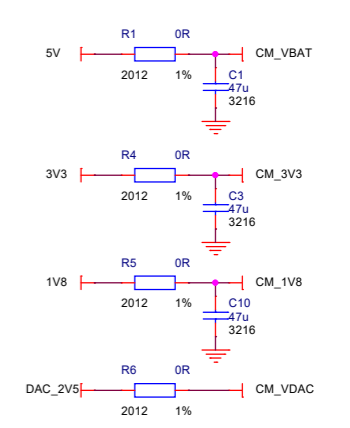 R1 0R
5V CM_VBAT
2012 1% C1
47u
3216
R4 0R
3V3 CM_3V3
2012 1% C3
47u
3216
R5 0R
1V8 CM_1V8
2012 1% C10
47u
3216
R6 0R
DAC_2V5 CM_VDAC
2012 1%